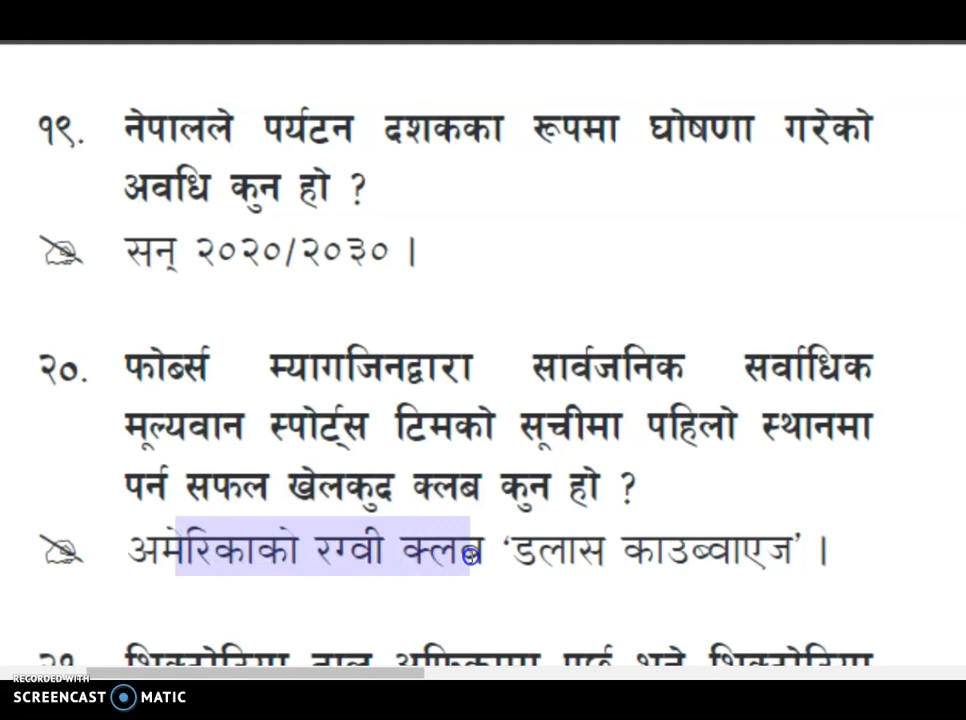 १९. नेपालले पर्यटन दशकका रूपमा घोषणा गरेको
अवधि कुन हो ?
सन् २०२०/२०३० ।
२०. फोर्ब्स म्यागजिनद्वारा सार्वजनिक सर्वाधिक
मूल्यवान स्पोर्ट्स टिमको सूचीमा पहिलो स्थानमा
पर्न सफल खेलकुद क्लब कुन हो ?
अमेरिकाको रग्वी क्लब ‘डलास काउब्वाएज’ ।
RECORDED WITH
SCREENCAST MATIC